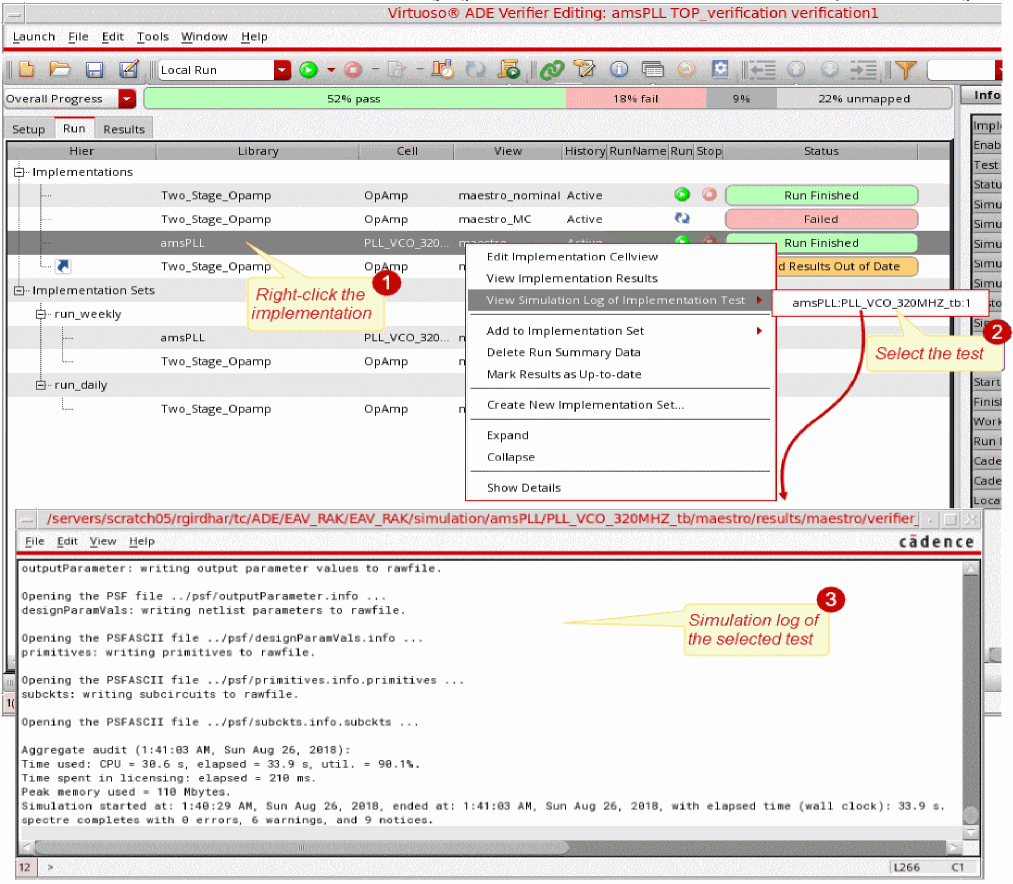 Virtuoso® ADE Verifier Editing: amsPLL TOP_verification verification1
Launch File Edit Tools Window Help
Local Run
Overall Progress 52% pass 18% fail 9% 22% unmapped
Info
Setup Run Results
Hier Library Cell View History RunName Run Stop Status
Implementations
Two_Stage_Opamp OpAmp maestro_nominal Active Run Finished
Two_Stage_Opamp OpAmp maestro_MC Active Failed
amsPLL PLL_VCO_320... maestro Active Run Finished
Two_Stage_Opamp OpAmp d Results Out of Date
Implementation Sets
run_weekly
amsPLL PLL_VCO_320...
Two_Stage_Opamp OpAmp
run_daily
Two_Stage_Opamp OpAmp
1
Right-click the
implementation
Edit Implementation Cellview
View Implementation Results
View Simulation Log of Implementation Test
Add to Implementation Set
Delete Run Summary Data
Mark Results as Up-to-date
Create New Implementation Set...
Expand
Collapse
Show Details
amsPLL:PLL_VCO_320MHZ_tb:1
2
Select the test
Imple
Enab
Test
Statu
Simu
Simu
Simu
Simu
Simu
Start
Finisl
Work
Run
Cade
Cade
Loca
/servers/scratch05/rgirdhar/tc/ADE/EAV_RAK/EAV_RAK/simulation/amsPLL/PLL_VCO_320MHZ_tb/maestro/results/maestro/verifier_
File Edit View Help
cādence
outputParameter: writing output parameter values to rawfile.
Opening the PSF file ../psf/outputParameter.info ...
designParamVals: writing netlist parameters to rawfile.
Opening the PSFASCII file ../psf/designParamVals.info ...
primitives: writing primitives to rawfile.
Opening the PSFASCII file ../psf/primitives.info.primitives ...
subckts: writing subcircuits to rawfile.
Opening the PSFASCII file ../psf/subckts.info.subckts ...
Aggregate audit (1:41:03 AM, Sun Aug 26, 2018):
Time used: CPU = 30.6 s, elapsed = 33.9 s, util. = 90.1%.
Time spent in licensing: elapsed = 210 ms.
Peak memory used = 110 Mbytes.
Simulation started at: 1:40:29 AM, Sun Aug 26, 2018, ended at: 1:41:03 AM, Sun Aug 26, 2018, with elapsed time (wall clock): 33.9 s.
spectre completes with 0 errors, 6 warnings, and 9 notices.
3
Simulation log of
the selected test
12 > L266 C1